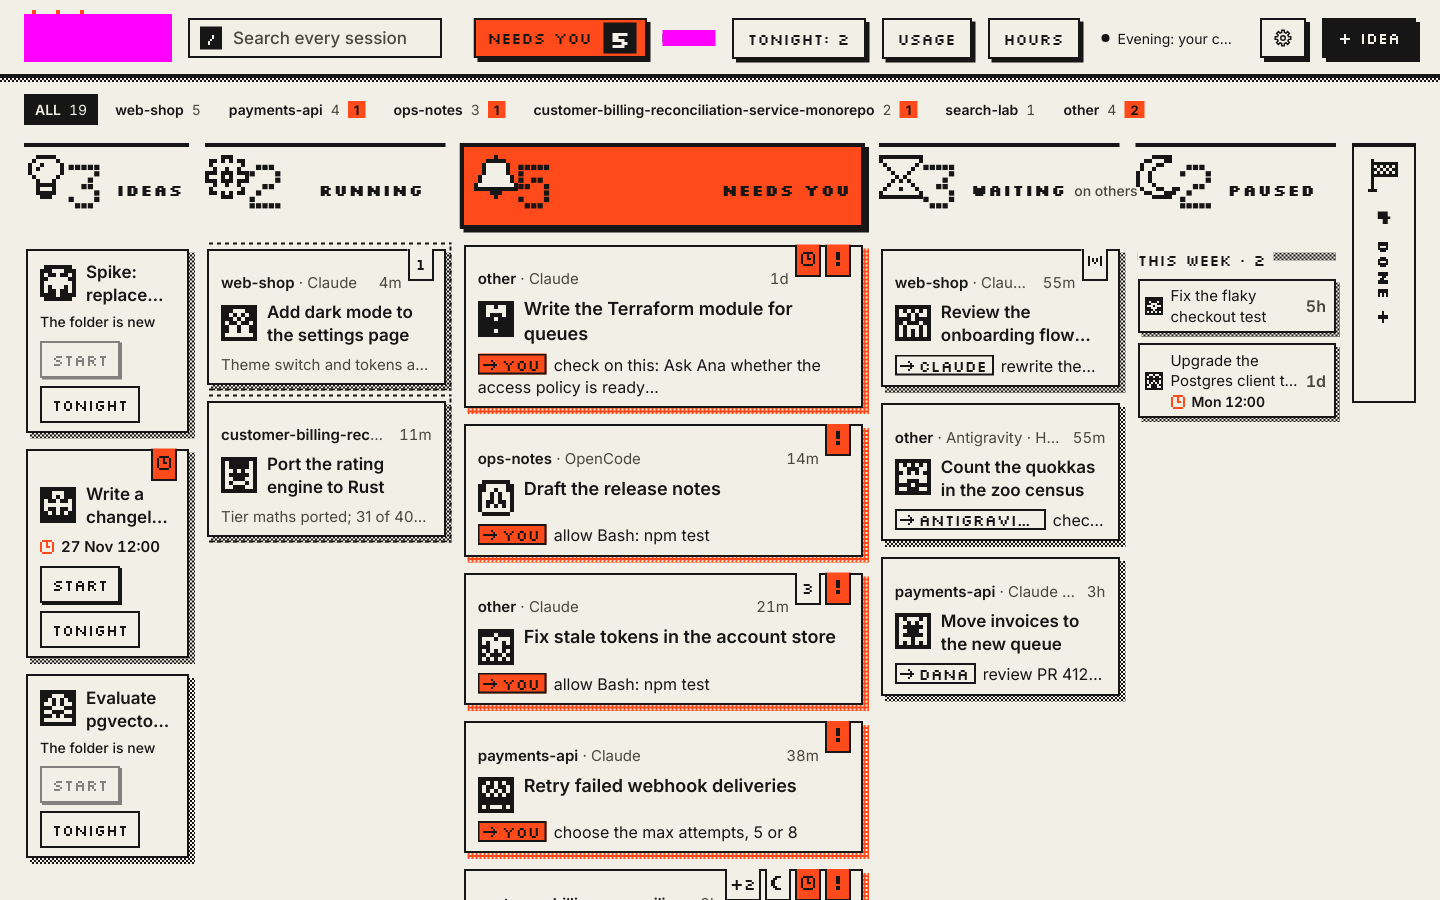 / Search every session
NEEDS YOU 5
TONIGHT: 2
USAGE
HOURS
Evening: your c...
+ IDEA
ALL 19
web-shop 5
payments-api 4 1
ops-notes 3 1
customer-billing-reconciliation-service-monorepo 2 1
search-lab 1
other 4 2
3 IDEAS
Spike:
replace...
The folder is new
START
TONIGHT
Write a
changel...
27 Nov 12:00
START
TONIGHT
Evaluate
pgvecto...
The folder is new
START
TONIGHT
2 RUNNING
1
web-shop · Claude 4m
Add dark mode to
the settings page
Theme switch and tokens a...
customer-billing-rec... 11m
Port the rating
engine to Rust
Tier maths ported; 31 of 40...
5 NEEDS YOU
!
other · Claude 1d
Write the Terraform module for
queues
→ YOU check on this: Ask Ana whether the
access policy is ready...
!
ops-notes · OpenCode 14m
Draft the release notes
→ YOU allow Bash: npm test
3 !
other · Claude 21m
Fix stale tokens in the account store
→ YOU allow Bash: npm test
!
payments-api · Claude 38m
Retry failed webhook deliveries
→ YOU choose the max attempts, 5 or 8
+2 !
3 WAITING on others
web-shop · Clau... 55m
Review the
onboarding flow...
→ CLAUDE rewrite the...
other · Antigravity · H... 55m
Count the quokkas
in the zoo census
→ ANTIGRAVI... chec...
payments-api · Claude ... 3h
Move invoices to
the new queue
→ DANA review PR 412...
2 PAUSED
THIS WEEK · 2
Fix the flaky
checkout test 5h
Upgrade the
Postgres client t... 1d
Mon 12:00
4 DONE +